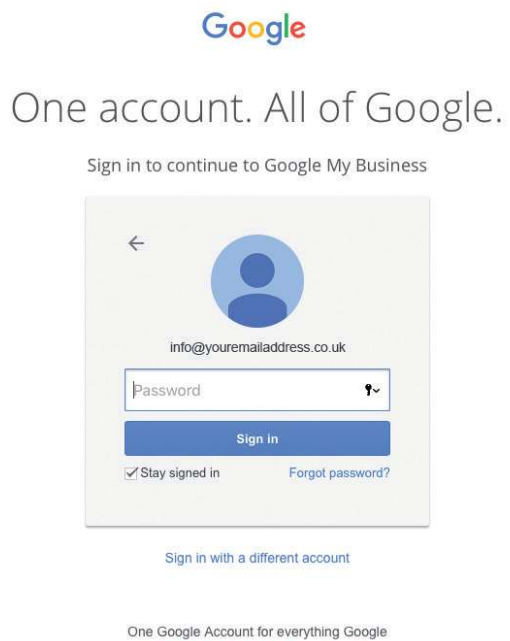 Google
One account. All of Google.
Sign in to continue to Google My Business
info@youremailaddress.co.uk
Password
Sign in
Stay signed in Forgot password?
Sign in with a different account
One Google Account for everything Google